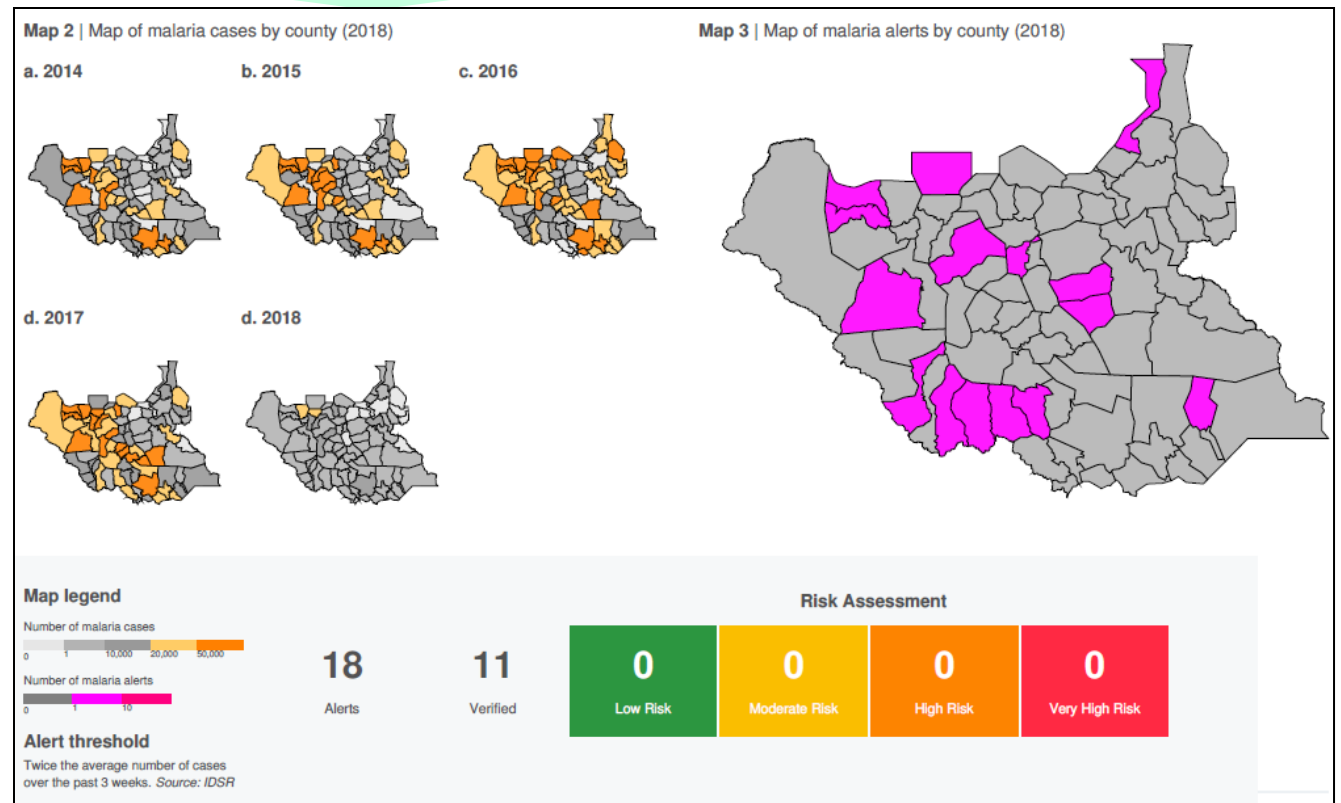 Map 2 | Map of malaria cases by county (2018)
Map 3 | Map of malaria alerts by county (2018)
a. 2014
b. 2015
c. 2016
d. 2017
d. 2018
Map legend
Number of malaria cases
0 1 10,000 20,000 50,000
Number of malaria alerts
0 1 10
Alert threshold
Twice the average number of cases
over the past 3 weeks. Source: IDSR
18
Alerts
11
Verified
Risk Assessment
0
Low Risk
0
Moderate Risk
0
High Risk
0
Very High Risk